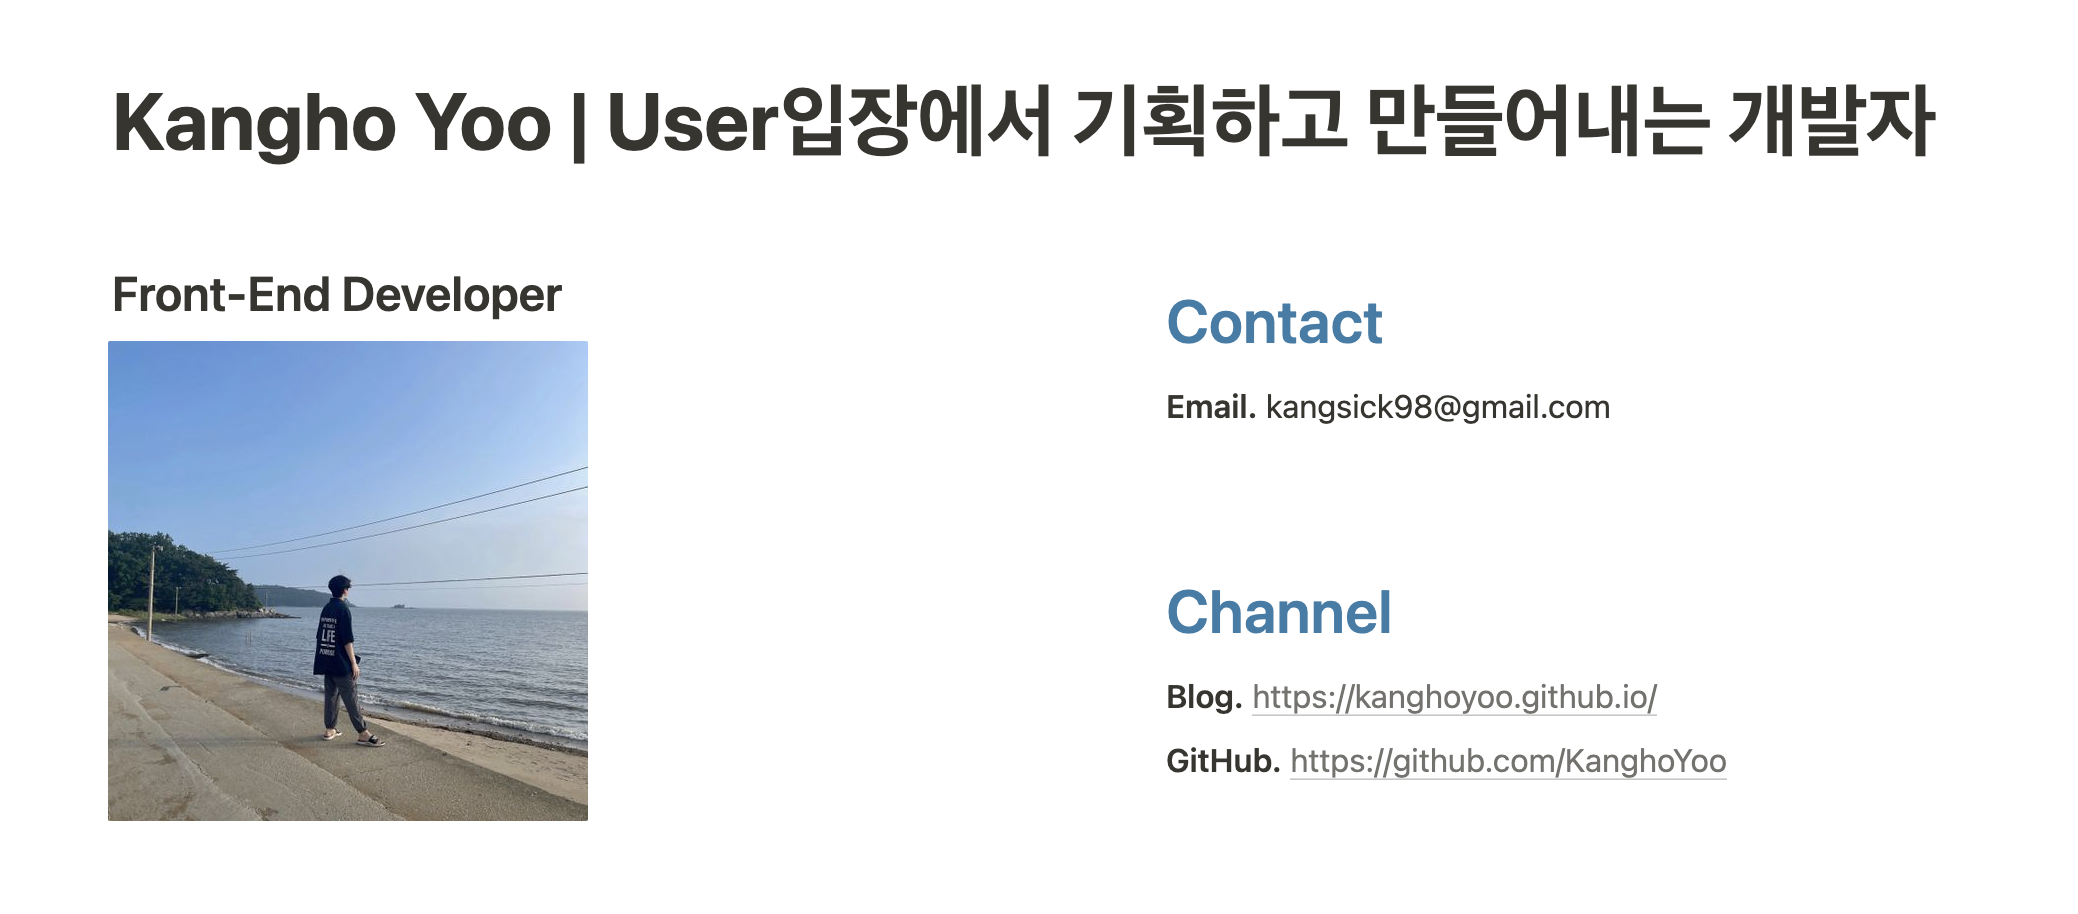 Kangho Yoo | User입장에서 기획하고 만들어내는 개발자
Front-End Developer
LIFE
Contact
Email. kangsick98@gmail.com
Channel
Blog. https://kanghoyoo.github.io/
GitHub. https://github.com/KanghoYoo